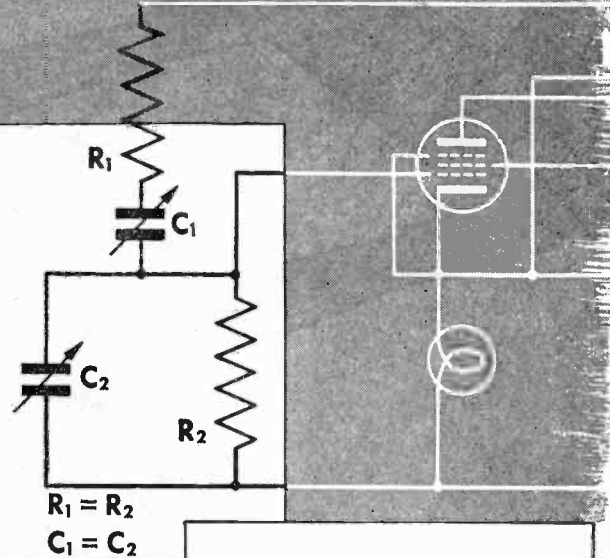 R₁
C₁
C₂
R₂
R₁ = R₂
C₁ = C₂